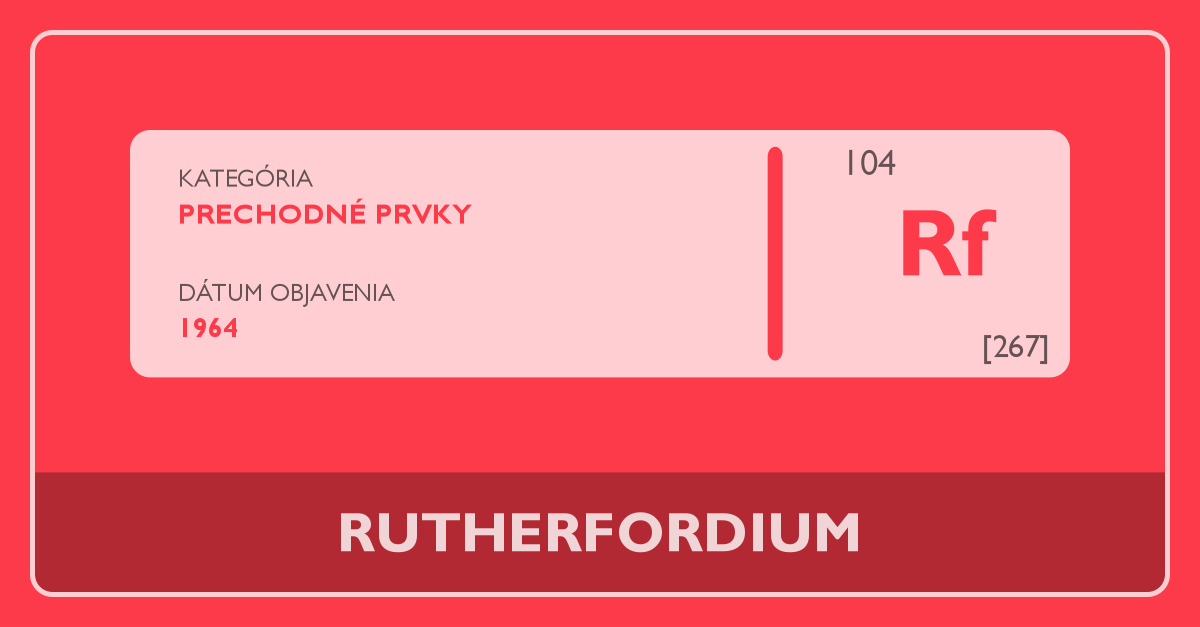 KATEGÓRIA
PRECHODNÉ PRVKY
DÁTUM OBJAVENIA
1964
104
Rf
[267]
RUTHERFORDIUM